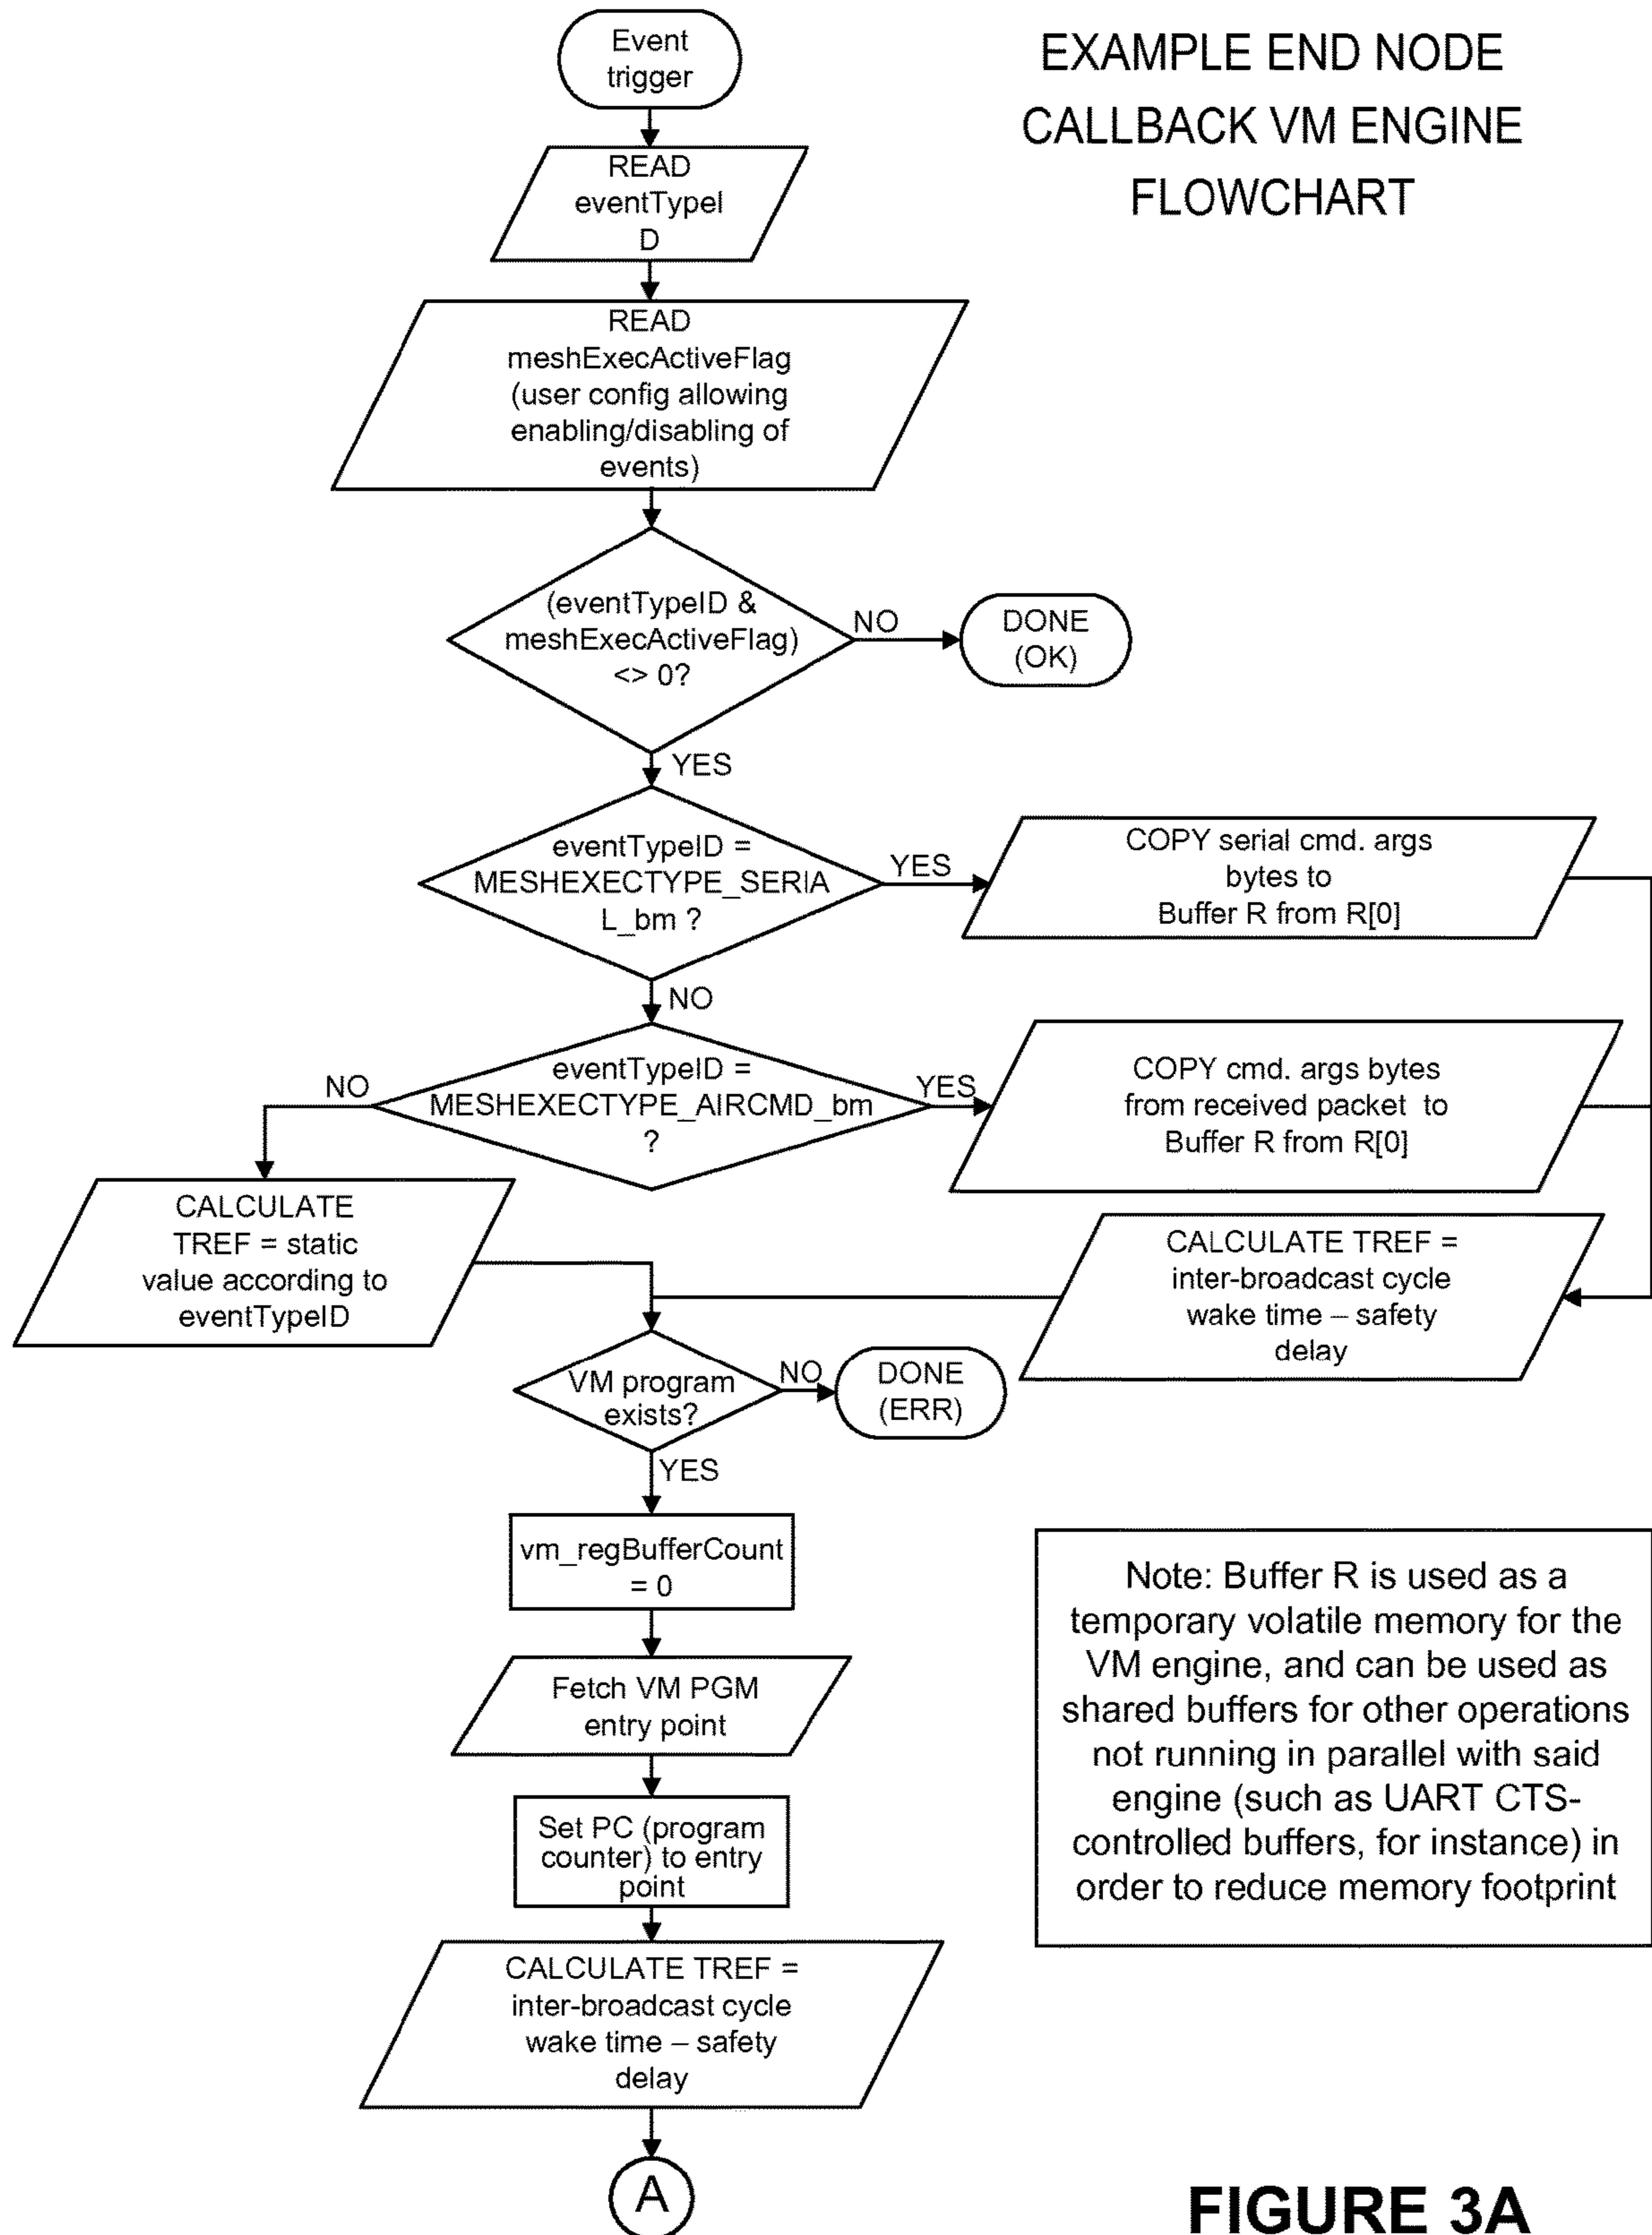 EXAMPLE END NODE
CALLBACK VM ENGINE
FLOWCHART
Event
trigger
READ
eventTypeI
D
READ
meshExecActiveFlag
(user config allowing
enabling/disabling of
events)
(eventTypeID &
meshExecActiveFlag)
<> 0?
NO
DONE
(OK)
YES
eventTypeID =
MESHEXECTYPE_SERIA
L_bm ?
YES
COPY serial cmd. args
bytes to
Buffer R from R[0]
NO
eventTypeID =
MESHEXECTYPE_AIRCMD_bm
?
YES
COPY cmd. args bytes
from received packet to
Buffer R from R[0]
NO
CALCULATE
TREF = static
value according to
eventTypeID
CALCULATE TREF =
inter-broadcast cycle
wake time – safety
delay
VM program
exists?
NO
DONE
(ERR)
YES
vm_regBufferCount
= 0
Fetch VM PGM
entry point
Set PC (program
counter) to entry
point
CALCULATE TREF =
inter-broadcast cycle
wake time – safety
delay
A
Note: Buffer R is used as a
temporary volatile memory for the
VM engine, and can be used as
shared buffers for other operations
not running in parallel with said
engine (such as UART CTS-
controlled buffers, for instance) in
order to reduce memory footprint
FIGURE 3A